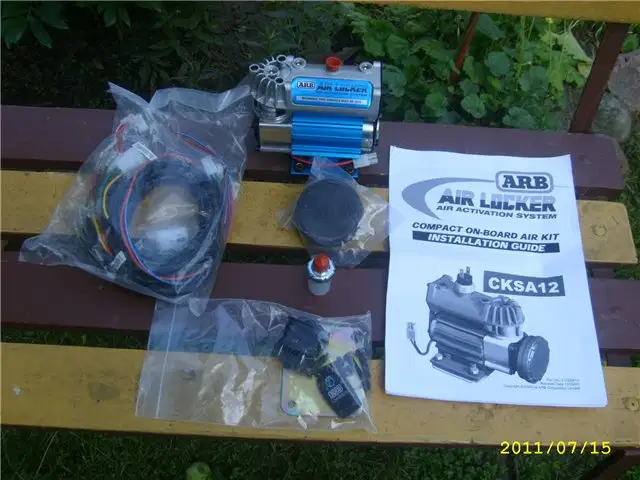 ARB
AIR LOCKER
ARB
AIR LOCKER
AIR ACTIVATION SYSTEM
COMPACT ON-BOARD AIR KIT
INSTALLATION GUIDE
CKSA12
ARB
2011/07/15